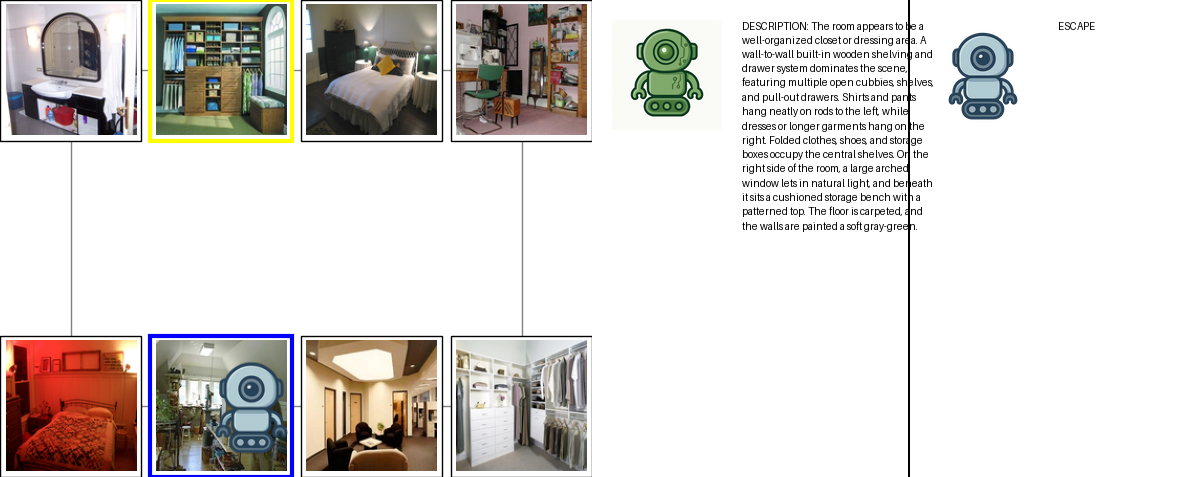 DESCRIPTION: The room appears to be a
well-organized closet or dressing area. A
wall-to-wall built-in wooden shelving and
drawer system dominates the scene,
featuring multiple open cubbies, shelves,
and pull-out drawers. Shirts and pants
hang neatly on rods to the left, while
dresses or longer garments hang on the
right. Folded clothes, shoes, and storage
boxes occupy the central shelves. On the
right side of the room, a large arched
window lets in natural light, and beneath
it sits a cushioned storage bench with a
patterned top. The floor is carpeted, and
the walls are painted a soft gray-green.
ESCAPE